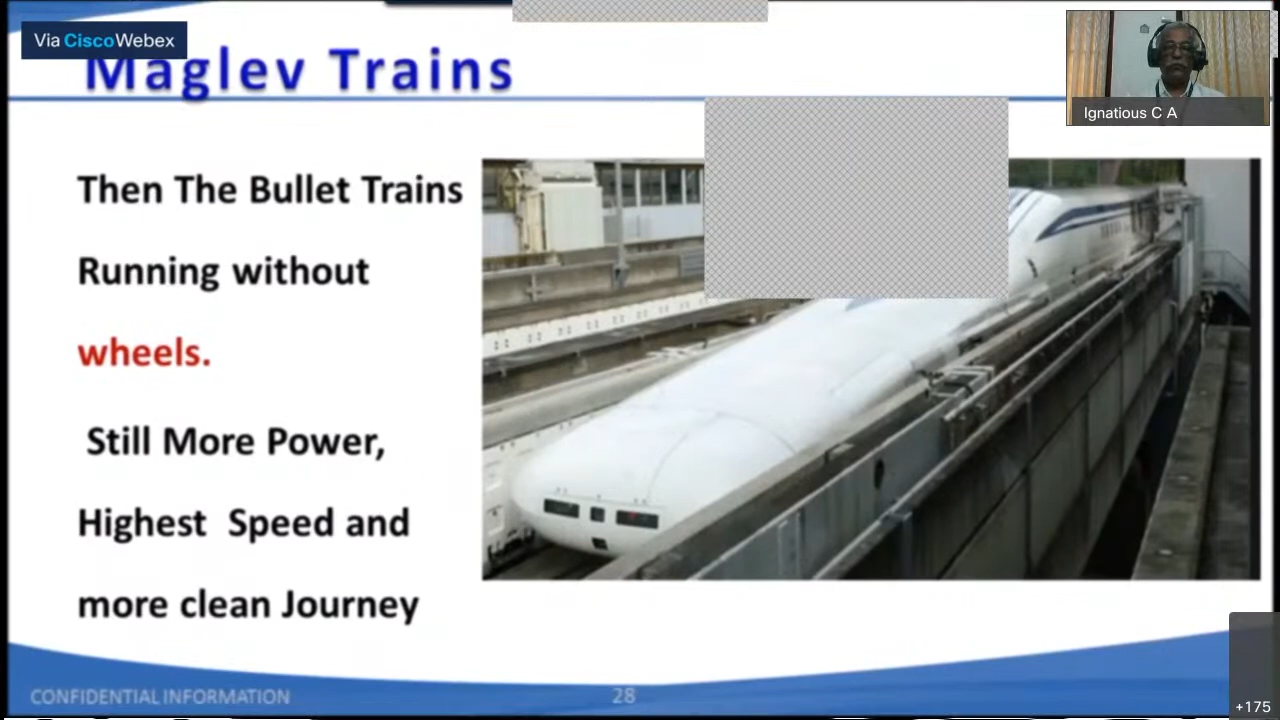 Via CiscoWebex
Maglev Trains
Ignatious C A
Then The Bullet Trains
Running without
wheels.
Still More Power,
Highest Speed and
more clean Journey
CONFIDENTIAL INFORMATION
28
+175